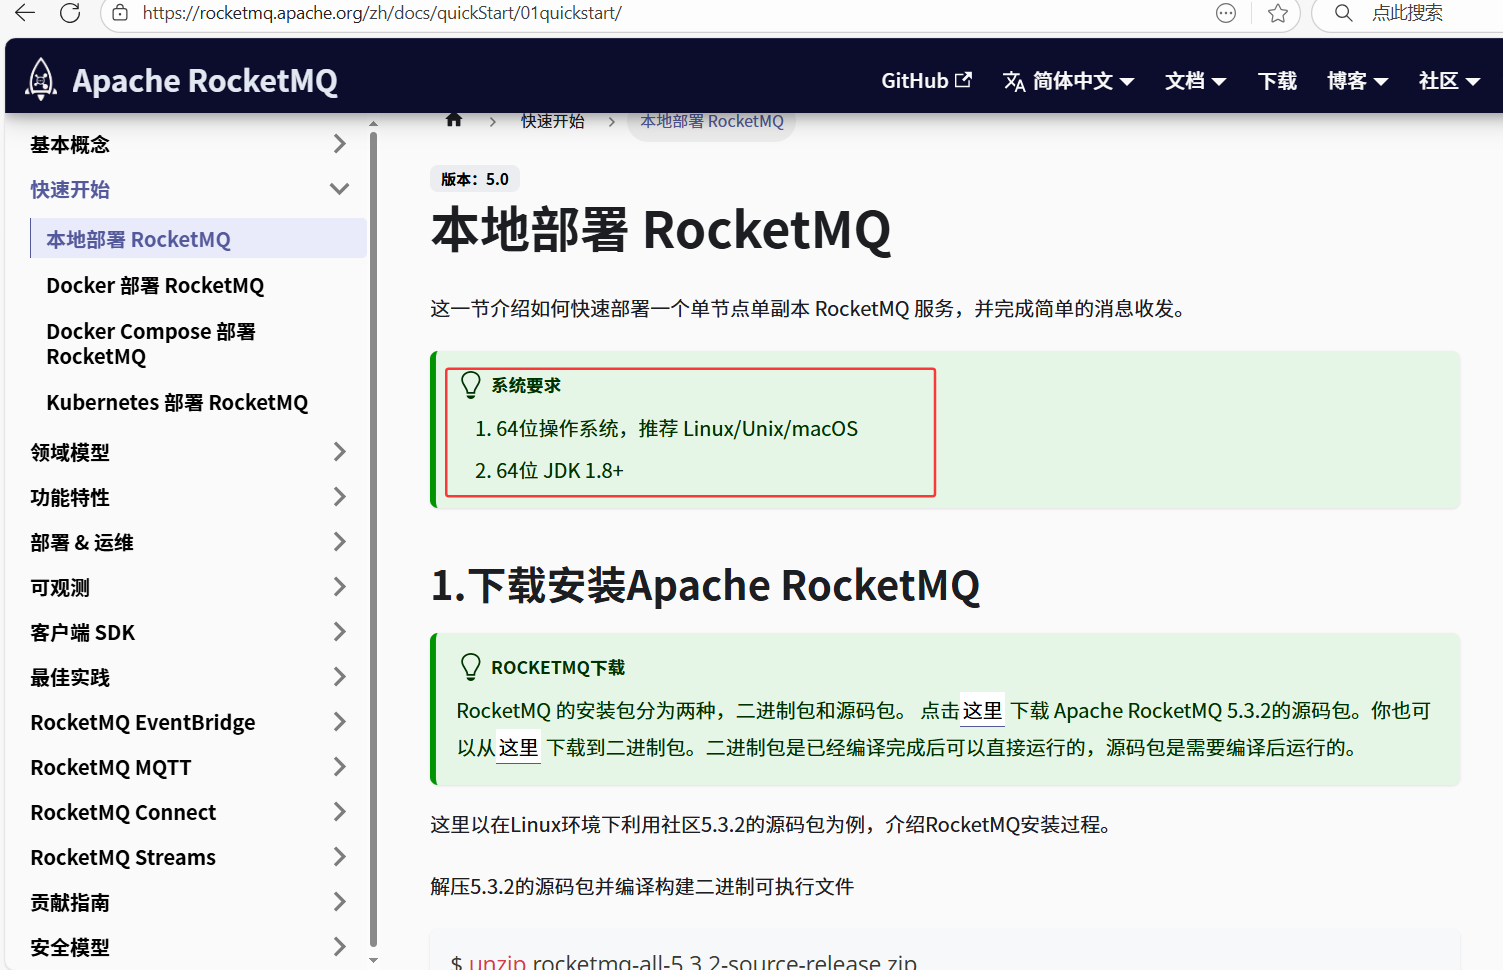 https://rocketmq.apache.org/zh/docs/quickStart/01quickstart/
点此搜索
Apache RocketMQ
GitHub
简体中文
文档
下载
博客
社区
基本概念
快速开始
本地部署 RocketMQ
Docker 部署 RocketMQ
Docker Compose 部署
RocketMQ
Kubernetes 部署 RocketMQ
领域模型
功能特性
部署 & 运维
可观测
客户端 SDK
最佳实践
RocketMQ EventBridge
RocketMQ MQTT
RocketMQ Connect
RocketMQ Streams
贡献指南
安全模型
快速开始
本地部署 RocketMQ
版本：5.0
本地部署 RocketMQ
这一节介绍如何快速部署一个单节点单副本 RocketMQ 服务，并完成简单的消息收发。
系统要求
1. 64位操作系统，推荐 Linux/Unix/macOS
2. 64位 JDK 1.8+
1.下载安装Apache RocketMQ
ROCKETMQ下载
RocketMQ 的安装包分为两种，二进制包和源码包。 点击这里 下载 Apache RocketMQ 5.3.2的源码包。你也可
以从这里 下载到二进制包。二进制包是已经编译完成后可以直接运行的，源码包是需要编译后运行的。
这里以在Linux环境下利用社区5.3.2的源码包为例，介绍RocketMQ安装过程。
解压5.3.2的源码包并编译构建二进制可执行文件
$ unzip rocketmq-all-5.3.2-source-release.zip